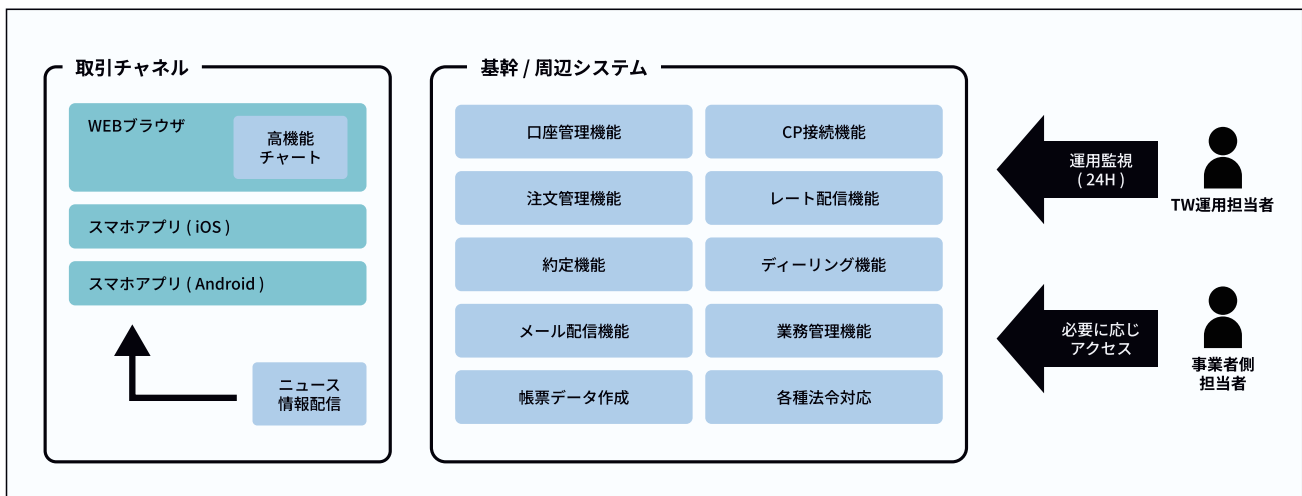 取引チャネル
WEBブラウザ
高機能
チャート
スマホアプリ ( iOS )
スマホアプリ ( Android )
ニュース
情報配信
基幹 / 周辺システム
口座管理機能
CP接続機能
注文管理機能
レート配信機能
約定機能
ディーリング機能
メール配信機能
業務管理機能
帳票データ作成
各種法令対応
運用監視
( 24H )
TW運用担当者
必要に応じ
アクセス
事業者側
担当者